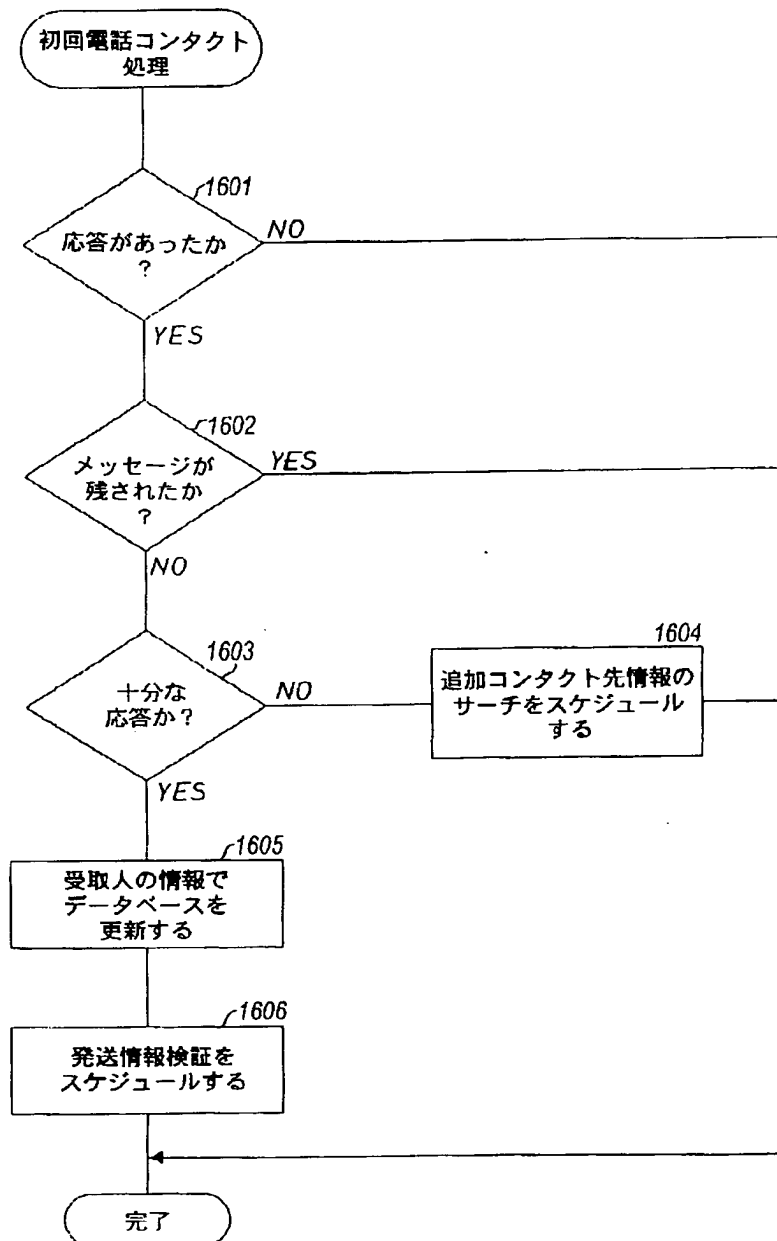 初回電話コンタクト
処理
1601
応答があったか
?
NO
YES
1602
メッセージが
残されたか
?
YES
NO
1603
十分な
応答か?
NO
YES
1604
追加コンタクト先情報の
サーチをスケジュール
する
1605
受取人の情報で
データベースを
更新する
1606
発送情報検証を
スケジュールする
完了